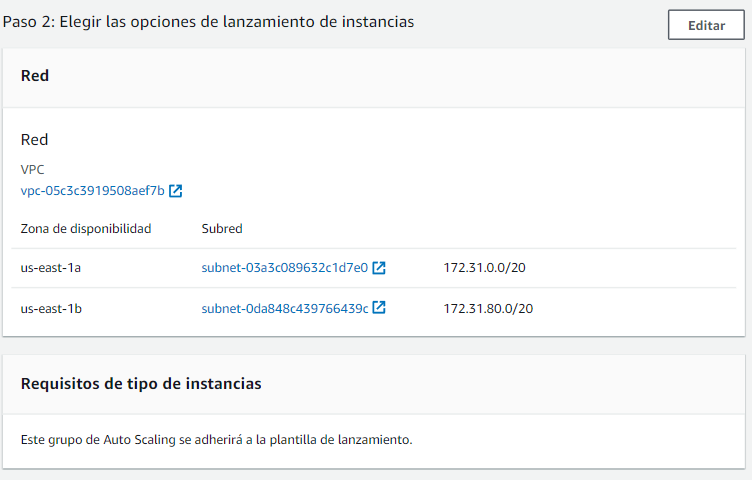 Paso 2: Elegir las opciones de lanzamiento de instancias
Editar
Red
Red
VPC
vpc-05c3c3919508aef7b
Zona de disponibilidad Subred
us-east-1a subnet-03a3c089632c1d7e0 172.31.0.0/20
us-east-1b subnet-0da848c439766439c 172.31.80.0/20
Requisitos de tipo de instancias
Este grupo de Auto Scaling se adherirá a la plantilla de lanzamiento.